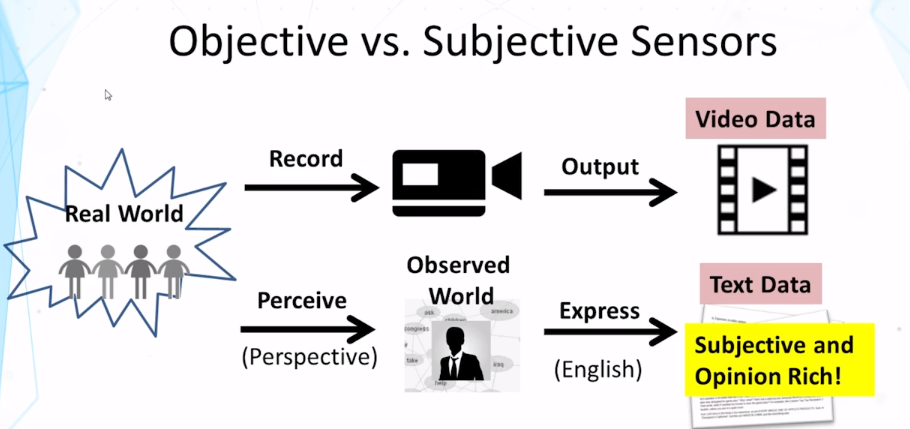 Objective vs. Subjective Sensors
Video Data
Record
Output
Real World
Observed
World
Text Data
Perceive
Express
(Perspective)
(English)
usa
america
congress
take
iraq
help
Subjective and
Opinion Rich!